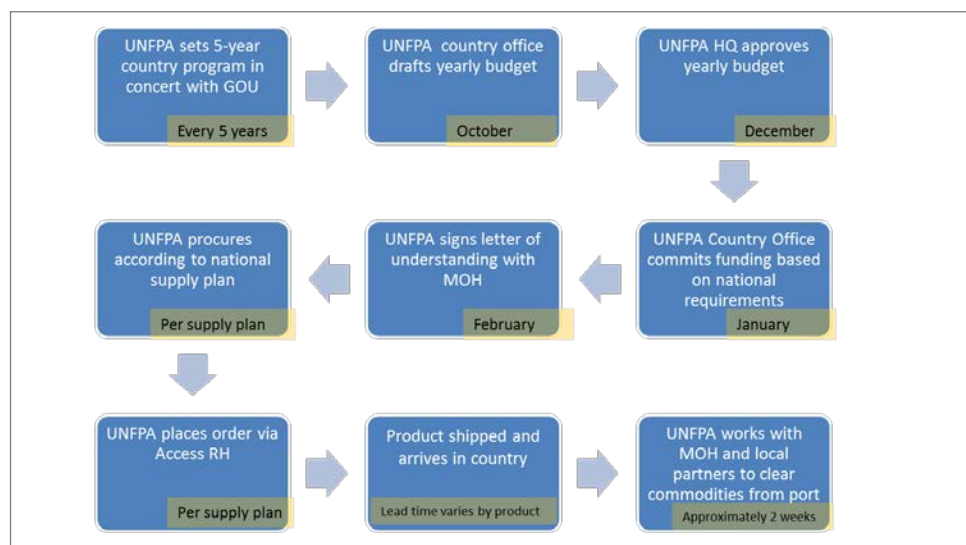 UNFPA sets 5-year
country program in
concert with GOU
Every 5 years
UNFPA country office
drafts yearly budget
October
UNFPA HQ approves
yearly budget
December
UNFPA Country Office
commits funding based
on national
requirements
January
UNFPA signs letter of
understanding with
MOH
February
UNFPA procures
according to national
supply plan
Per supply plan
UNFPA places order via
Access RH
Per supply plan
Product shipped and
arrives in country
Lead time varies by product
UNFPA works with
MOH and local
partners to clear
commodities from port
Approximately 2 weeks